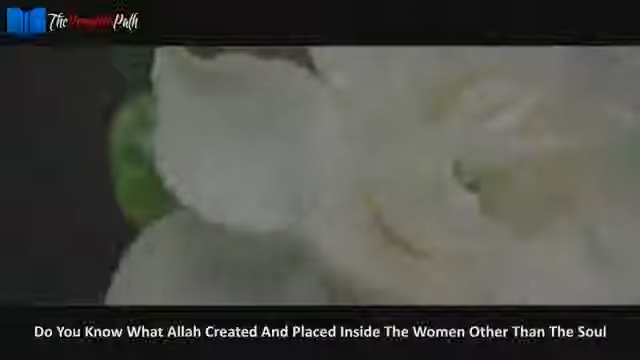 The Path
Do You Know What Allah Created And Placed Inside The Women Other Than The Soul